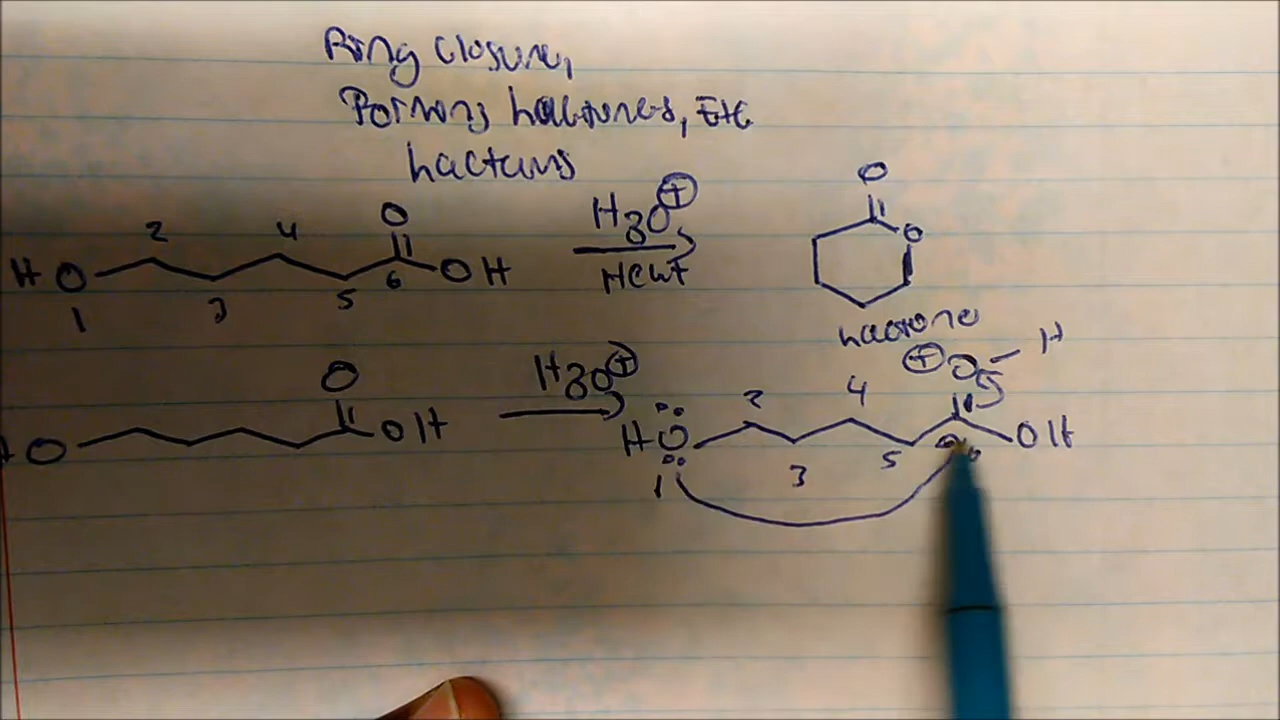 Ring closure,
Forming Lactones, Etc
Lactams
O
2 4 O H3O+ O
HO OH
1 3 5 6 Heat
Lactone
O H3O+ + O H
2 4
HO OH HO OH
1 3 5 6